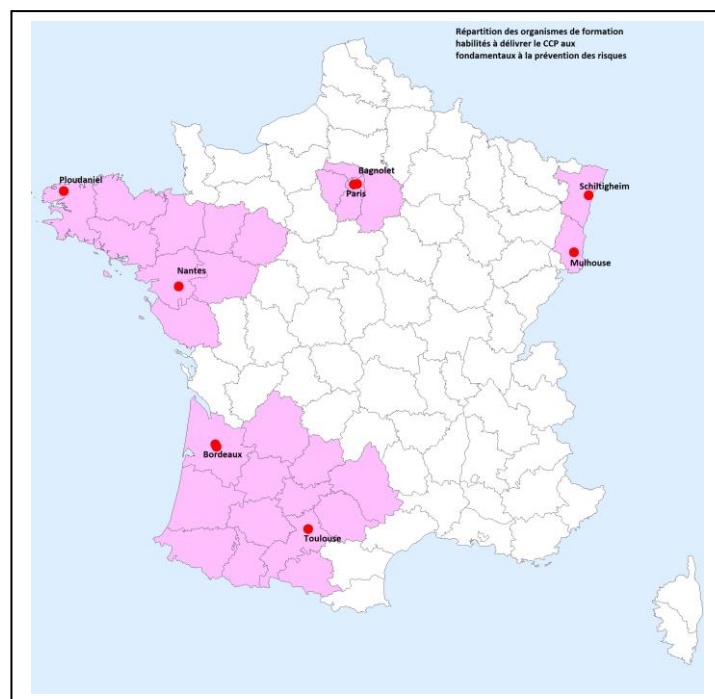 Répartition des organismes de formation
habilités à délivrer le CCP aux
fondamentaux à la prévention des risques
Bagnolet
Ploudaniel
Paris
Schiltigheim
Mulhouse
Nantes
Bordeaux
Toulouse